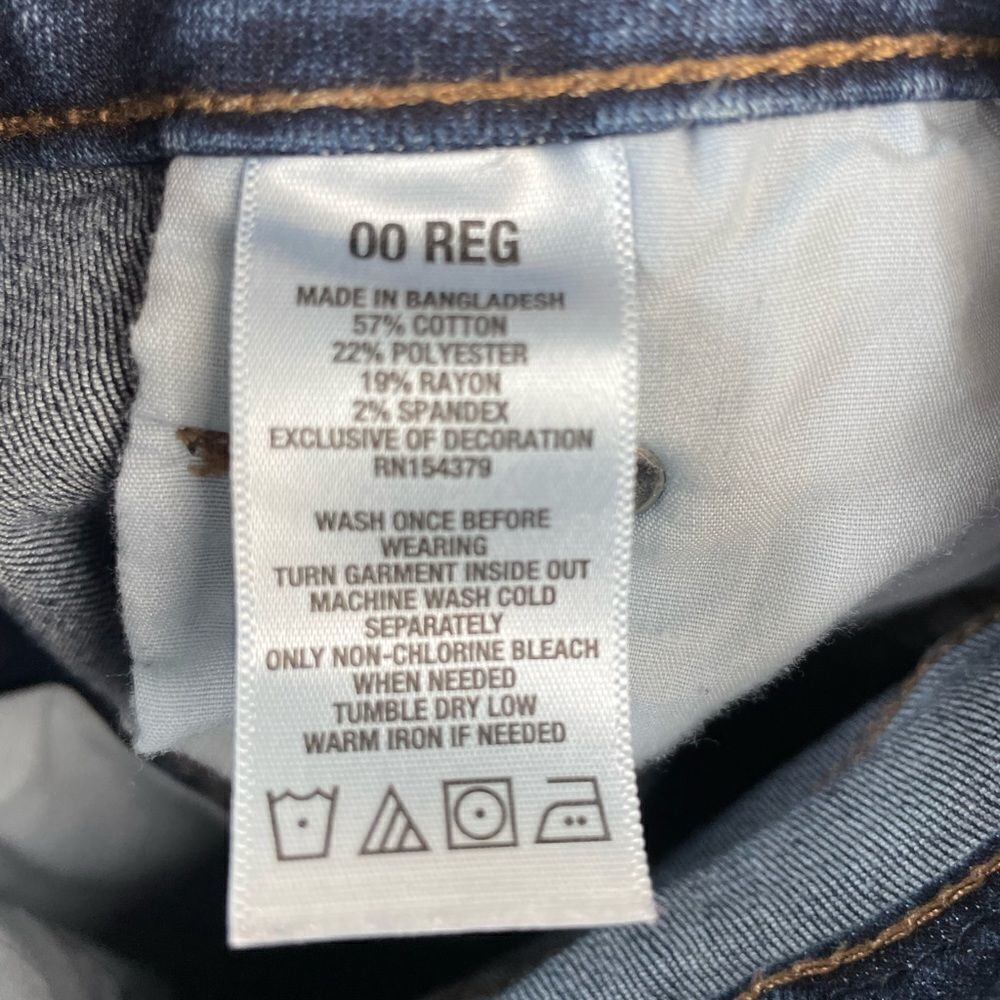 00 REG
MADE IN BANGLADESH
57% COTTON
22% POLYESTER
19% RAYON
2% SPANDEX
EXCLUSIVE OF DECORATION
RN154379
WASH ONCE BEFORE
WEARING
TURN GARMENT INSIDE OUT
MACHINE WASH COLD
SEPARATELY
ONLY NON-CHLORINE BLEACH
WHEN NEEDED
TUMBLE DRY LOW
WARM IRON IF NEEDED